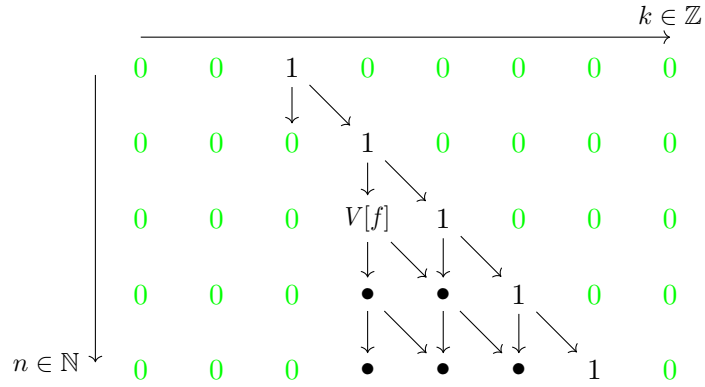 k ∈ ℤ
0 0 1 0 0 0 0 0
0 0 0 1 0 0 0 0
0 0 0 V[f] 1 0 0 0
0 0 0 • • 1 0 0
n ∈ ℕ 0 0 0 • • • 1 0